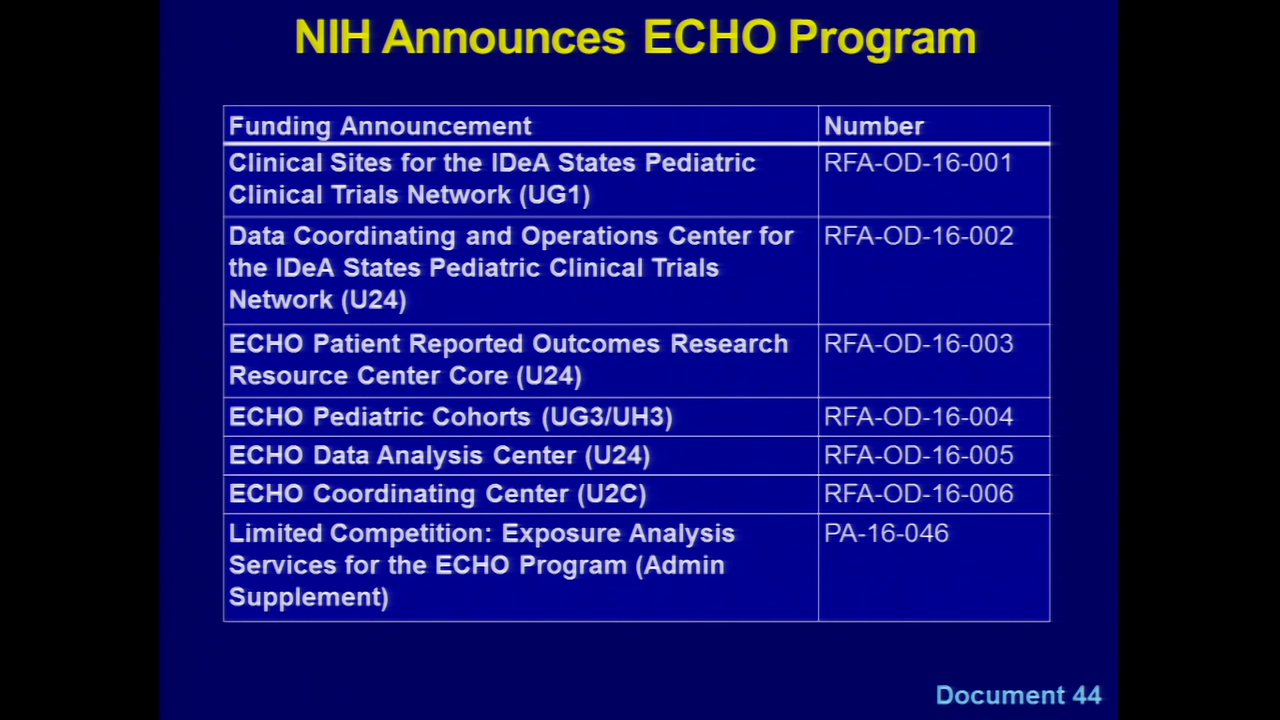 NIH Announces ECHO Program
Funding Announcement
Number
Clinical Sites for the IDeA States Pediatric
Clinical Trials Network (UG1)
RFA-OD-16-001
Data Coordinating and Operations Center for
the IDeA States Pediatric Clinical Trials
Network (U24)
RFA-OD-16-002
ECHO Patient Reported Outcomes Research
Resource Center Core (U24)
RFA-OD-16-003
ECHO Pediatric Cohorts (UG3/UH3)
RFA-OD-16-004
ECHO Data Analysis Center (U24)
RFA-OD-16-005
ECHO Coordinating Center (U2C)
RFA-OD-16-006
Limited Competition: Exposure Analysis
Services for the ECHO Program (Admin
Supplement)
PA-16-046
Document 44